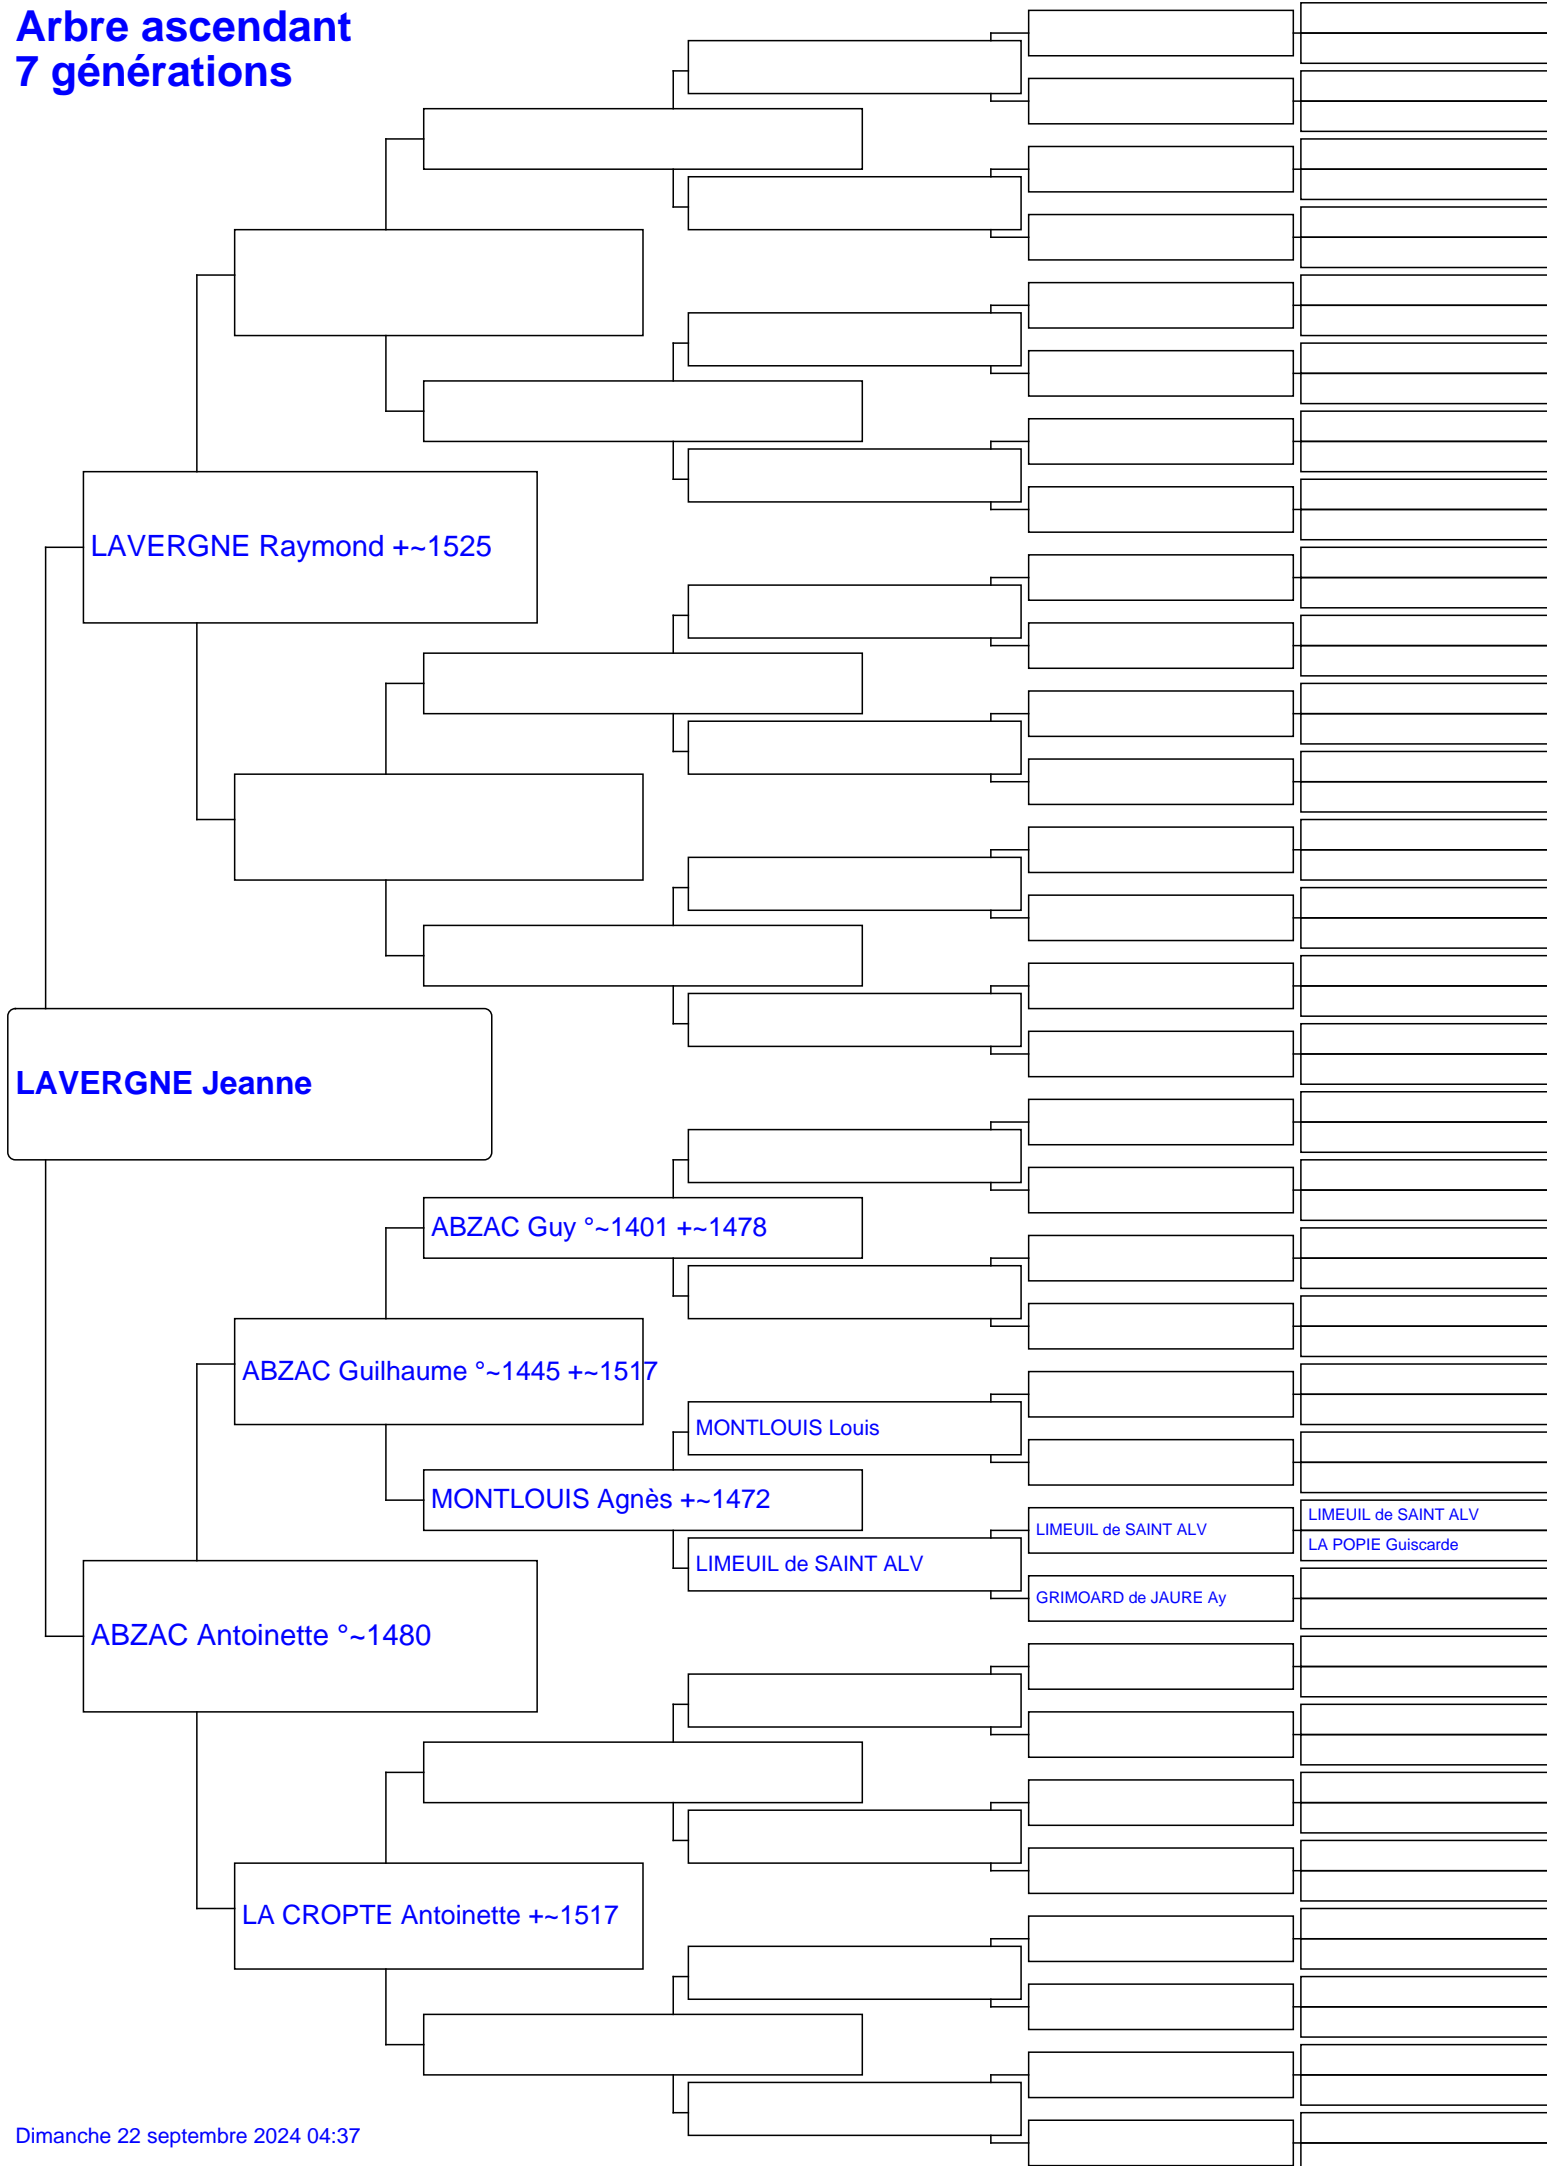 Arbre ascendant
7 générations
LAVERGNE Raymond +~1525
LAVERGNE Jeanne
ABZAC Guy °~1401 +~1478
ABZAC Guilhaume °~1445 +~1517
MONTLOUIS Louis
MONTLOUIS Agnès +~1472
LIMEUIL de SAINT ALV
LIMEUIL de SAINT ALV
LA POPIE Guiscarde
LIMEUIL de SAINT ALV
GRIMOARD de JAURE Ay
ABZAC Antoinette °~1480
LA CROPTE Antoinette +~1517
Dimanche 22 septembre 2024 04:37